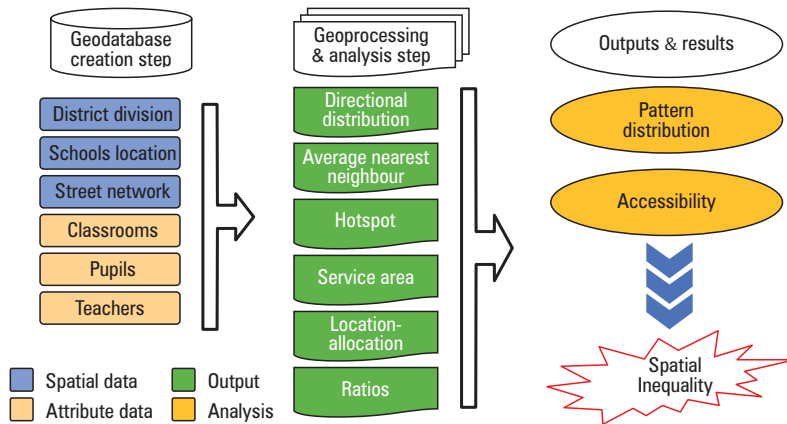 Geodatabase
creation step
District division
Schools location
Street network
Classrooms
Pupils
Teachers
Spatial data
Attribute data
Output
Analysis
Geoprocessing
& analysis step
Directional
distribution
Average nearest
neighbour
Hotspot
Service area
Location-
allocation
Ratios
Outputs & results
Pattern
distribution
Accessibility
Spatial
Inequality